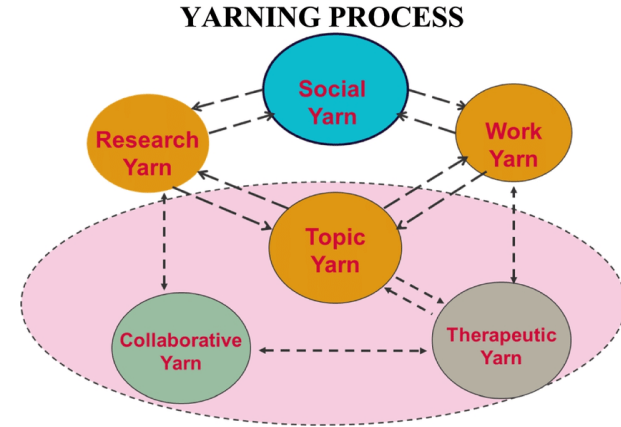 YARNING PROCESS
Social
Yarn
Research
Yarn
Work
Yarn
Topic
Yarn
Collaborative
Yarn
Therapeutic
Yarn